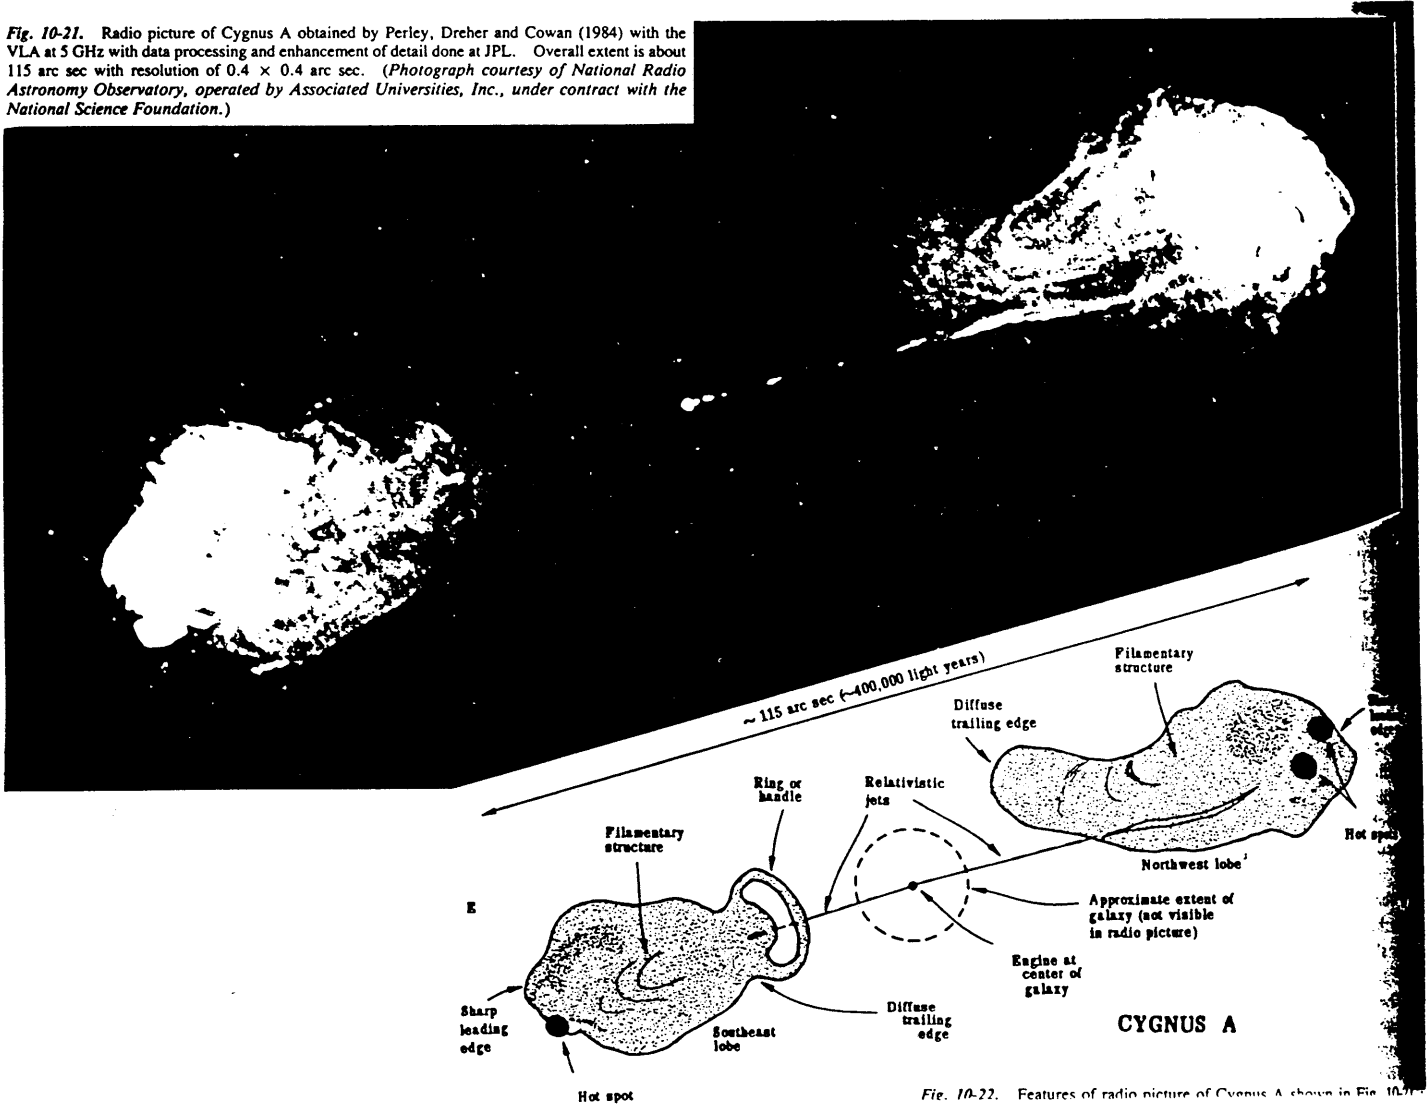 Fig. 10-21. Radio picture of Cygnus A obtained by Perley, Dreher and Cowan (1984) with the
VLA at 5 GHz with data processing and enhancement of detail done at JPL. Overall extent is about
115 arc sec with resolution of 0.4 × 0.4 arc sec. (Photograph courtesy of National Radio
Astronomy Observatory, operated by Associated Universities, Inc., under contract with the
National Science Foundation.)
~ 115 arc sec (~400,000 light years)
Filamentary
structure
Diffuse
trailing edge
Hot spots
Northwest lobe
Ring or
handle
Relativistic
jets
Filamentary
structure
E
Approximate extent of
galaxy (not visible
in radio picture)
Engine at
center of
galaxy
Sharp
leading
edge
Southeast
lobe
Diffuse
trailing
edge
Hot spot
CYGNUS A
Fig. 10-22. Features of radio picture of Cygnus A shown in Fig. 10-21